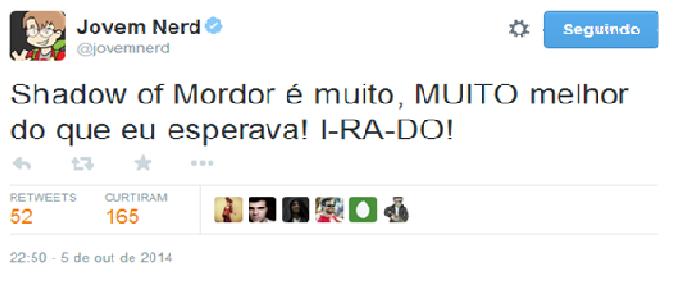 Jovem Nerd
@jovemnerd
Seguindo
Shadow of Mordor é muito, MUITO melhor
do que eu esperava! I-RA-DO!
RETWEETS CURTIRAM
52 165
22:50 - 5 de out de 2014